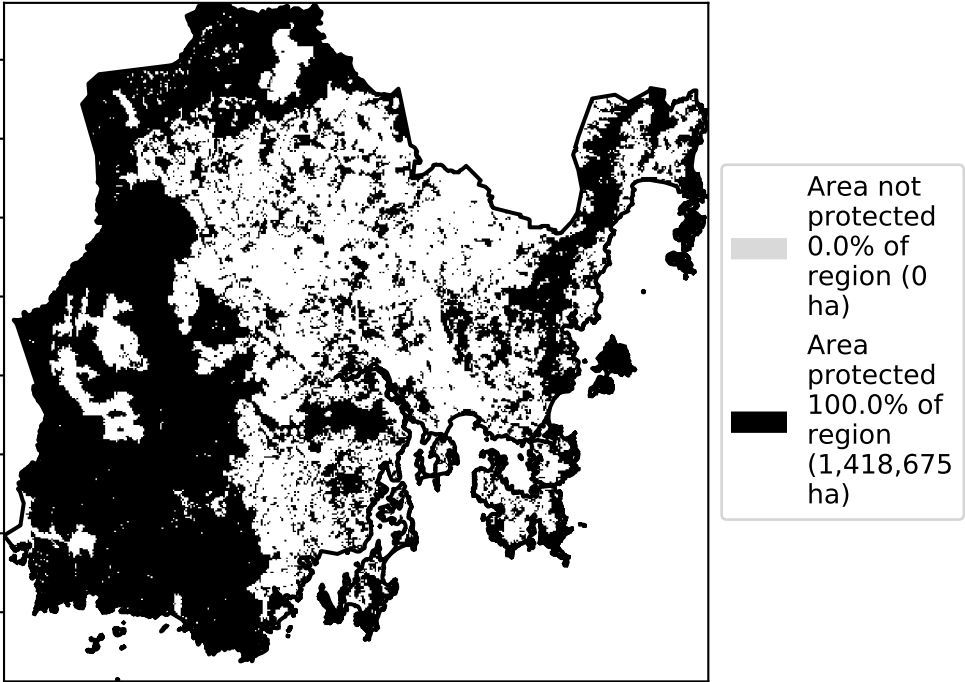 Area not
protected
0.0% of
region (0
ha)
Area
protected
100.0% of
region
(1,418,675
ha)